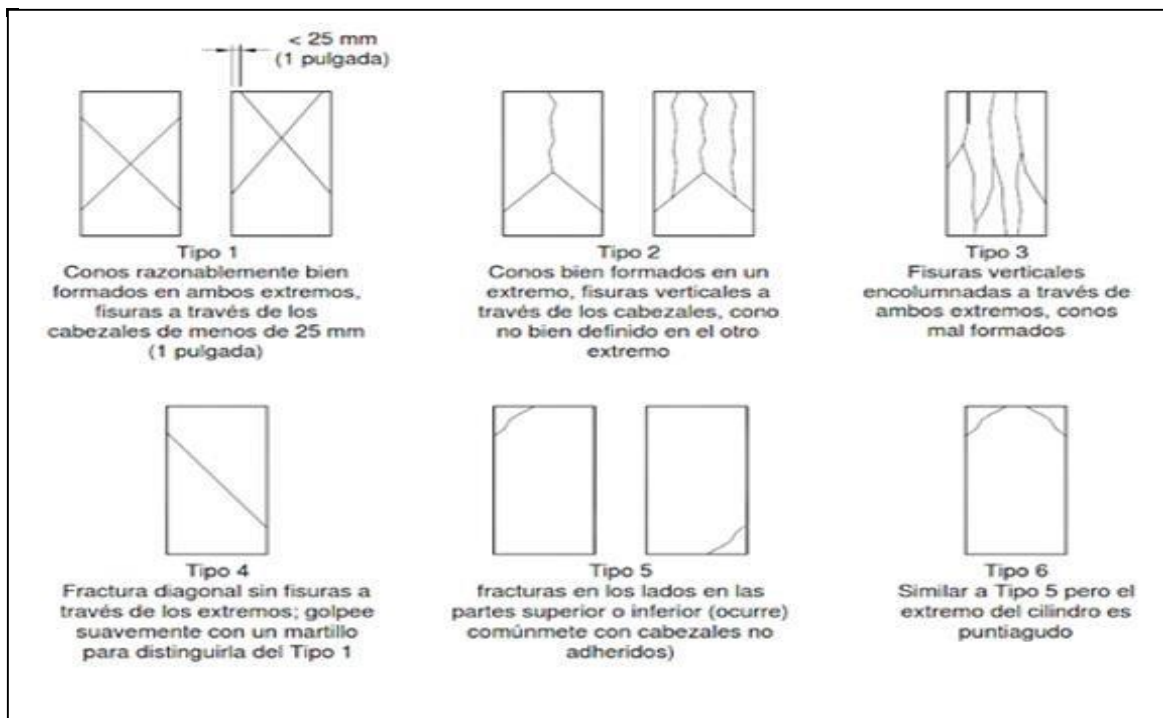 < 25 mm
(1 pulgada)
Tipo 1
Conos razonablemente bien
formados en ambos extremos,
fisuras a través de los
cabezales de menos de 25 mm
(1 pulgada)
Tipo 2
Conos bien formados en un
extremo, fisuras verticales a
través de los cabezales, cono
no bien definido en el otro
extremo
Tipo 3
Fisuras verticales
encolumnadas a través de
ambos extremos, conos
mal formados
Tipo 4
Fractura diagonal sin fisuras a
través de los extremos; golpee
suavemente con un martillo
para distinguirla del Tipo 1
Tipo 5
fracturas en los lados en las
partes superior o inferior (ocurre)
comúnmete con cabezales no
adheridos)
Tipo 6
Similar a Tipo 5 pero el
extremo del cilindro es
puntiagudo